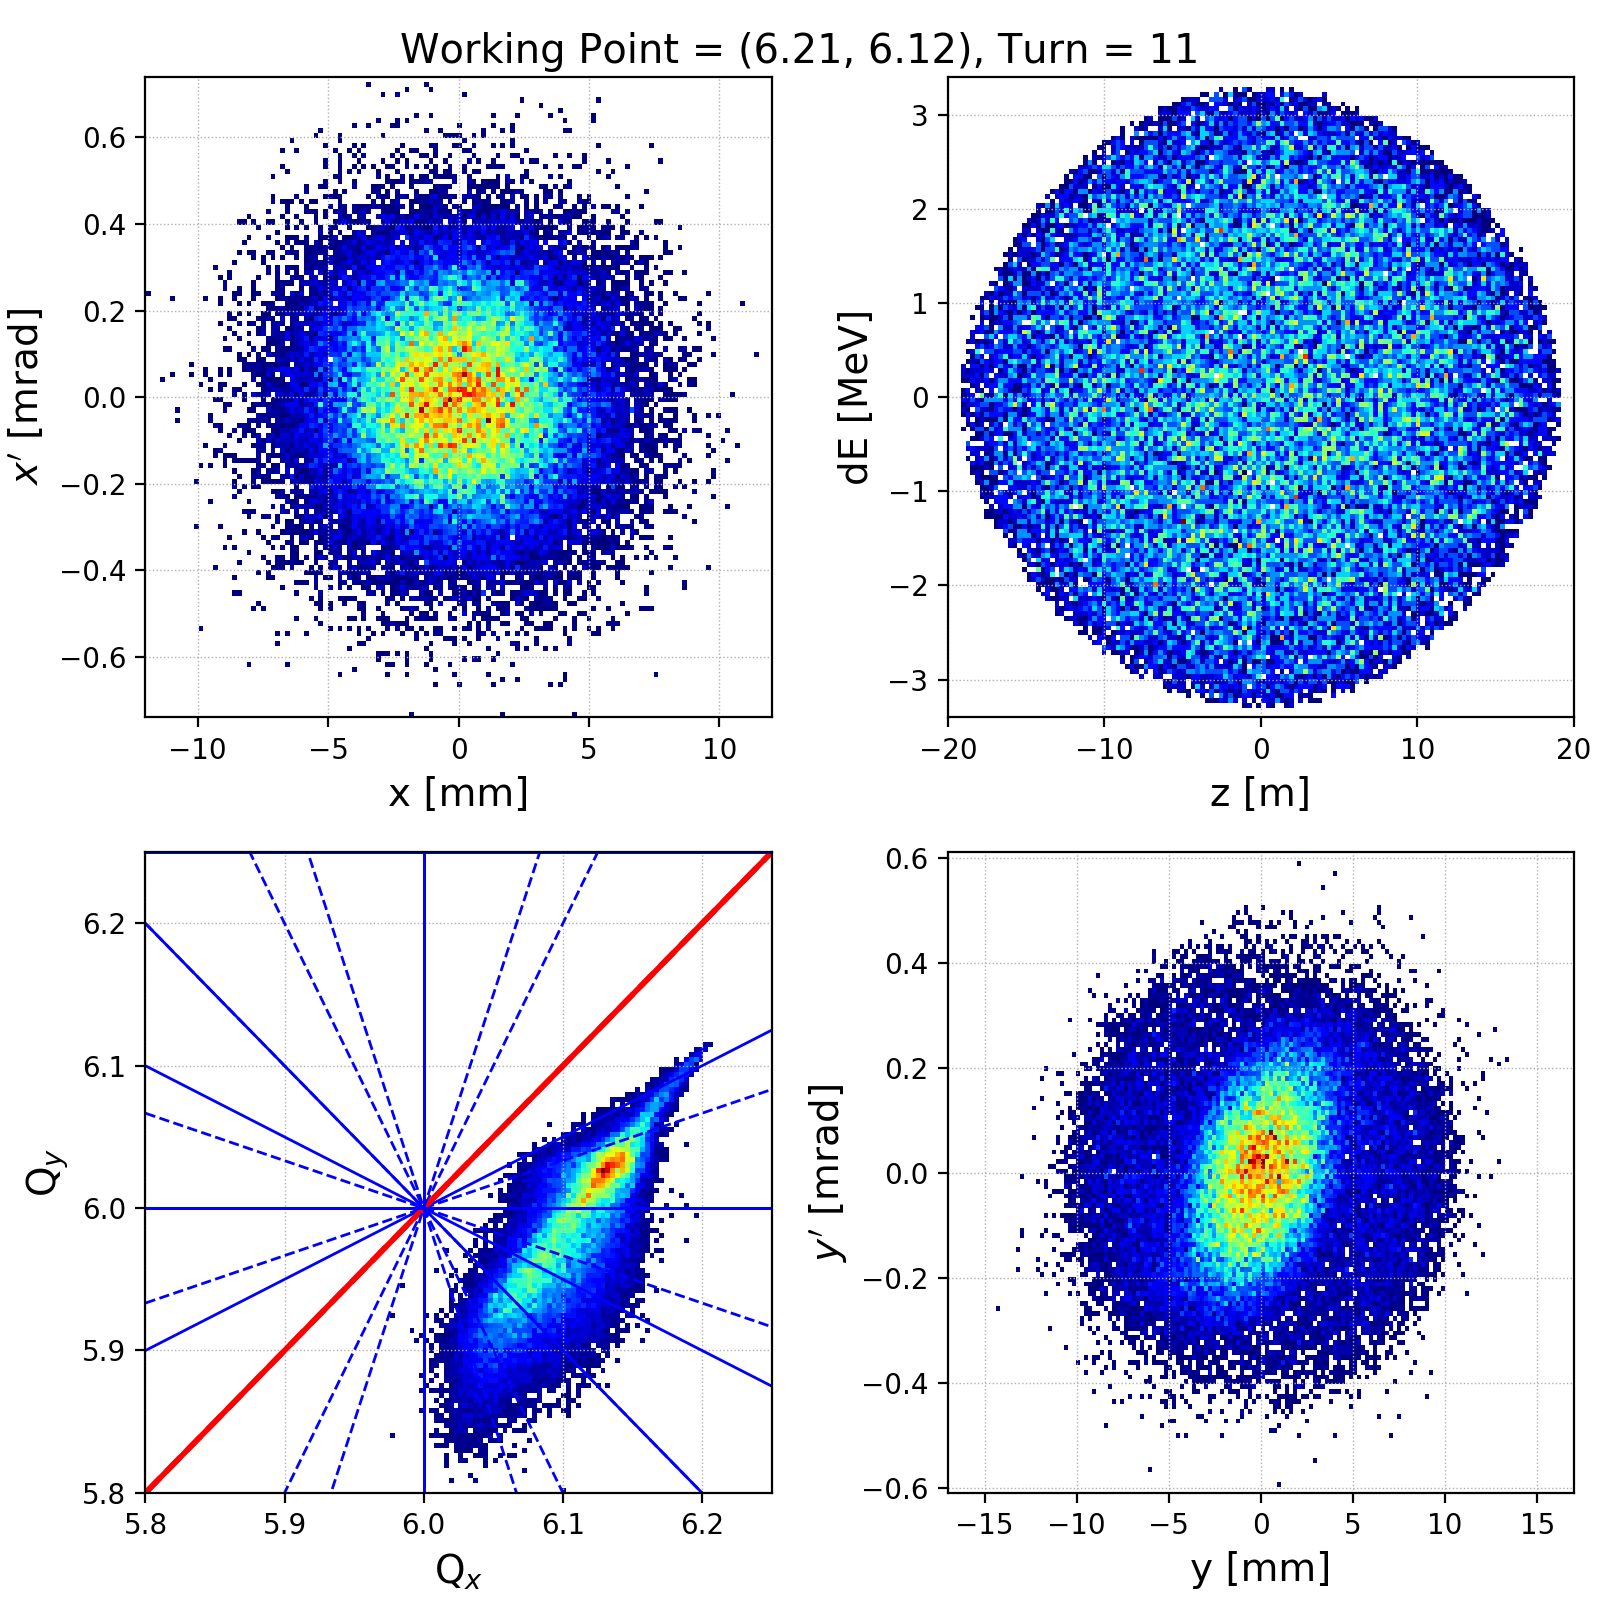 Working Point = (6.21, 6.12), Turn = 11
0.6
0.4
0.2
0.0
−0.2
−0.4
−0.6
x′ [mrad]
−10 −5 0 5 10
x [mm]
3
2
1
0
−1
−2
−3
dE [MeV]
−20 −10 0 10 20
z [m]
6.2
6.1
6.0
5.9
5.8
Qy
5.8 5.9 6.0 6.1 6.2
Qx
0.6
0.4
0.2
0.0
−0.2
−0.4
−0.6
y′ [mrad]
−15 −10 −5 0 5 10 15
y [mm]